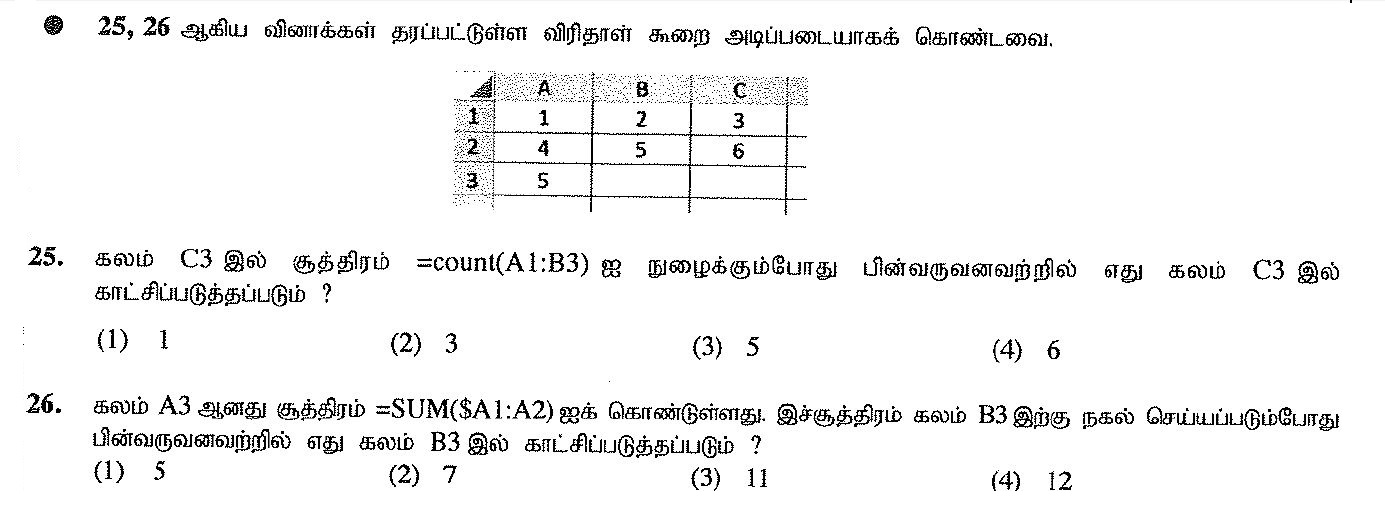 25, 26 ஆகிய வினாக்கள் தரப்பட்டுள்ள விரிதாள் கூறை அடிப்படையாகக் கொண்டவை.
A B C
1 1 2 3
2 4 5 6
3 5
25. கலம் C3 இல் சூத்திரம் =count(A1:B3) ஐ நுழைக்கும்போது பின்வருவனவற்றில் எது கலம் C3 இல்
காட்சிப்படுத்தப்படும் ?
(1) 1 (2) 3 (3) 5 (4) 6
26. கலம் A3 ஆனது சூத்திரம் =SUM($A1:A2) ஐக் கொண்டுள்ளது. இச்சூத்திரம் கலம் B3 இற்கு நகல் செய்யப்படும்போது
பின்வருவனவற்றில் எது கலம் B3 இல் காட்சிப்படுத்தப்படும் ?
(1) 5 (2) 7 (3) 11 (4) 12